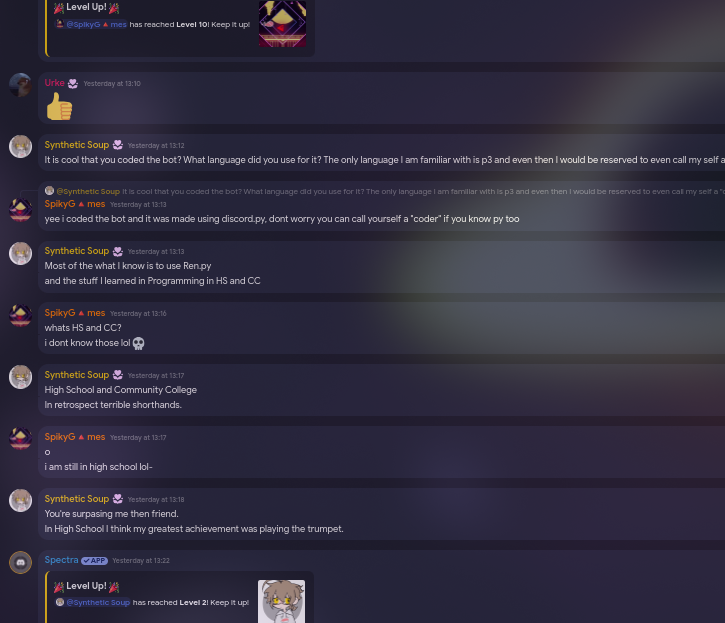 Level Up!
@SpikyG🔺mes has reached Level 10! Keep it up!
Urke Yesterday at 13:10
Synthetic Soup Yesterday at 13:12
It is cool that you coded the bot? What language did you use for it? The only language I am familiar with is p3 and even then I would be reserved to even call my self a
@Synthetic Soup It is cool that you coded the bot? What language did you use for it? The only language I am familiar with is p3 and even then I would be reserved to even call my self a
SpikyG🔺mes Yesterday at 13:13
yee i coded the bot and it was made using discord.py, dont worry you can call yourself a "coder" if you know py too
Synthetic Soup Yesterday at 13:13
Most of the what I know is to use Ren.py
and the stuff I learned in Programming in HS and CC
SpikyG🔺mes Yesterday at 13:16
whats HS and CC?
i dont know those lol 💀
Synthetic Soup Yesterday at 13:17
High School and Community College
In retrospect terrible shorthands.
SpikyG🔺mes Yesterday at 13:17
o
i am still in high school lol-
Synthetic Soup Yesterday at 13:18
You're surpasing me then friend.
In High School I think my greatest achievement was playing the trumpet.
Spectra ✓APP Yesterday at 13:22
Level Up!
@Synthetic Soup has reached Level 2! Keep it up!